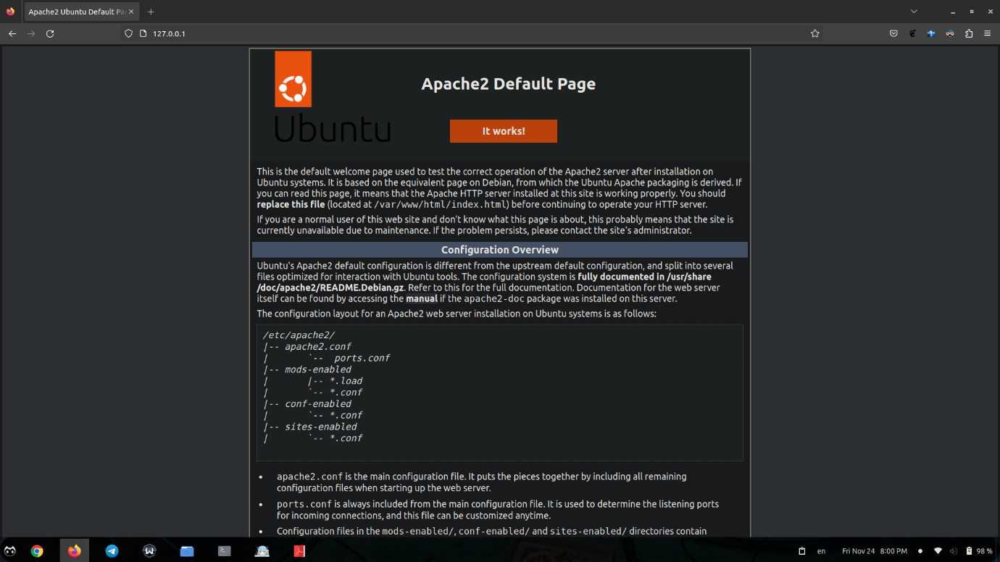 Apache2 Ubuntu Default Pa
127.0.0.1
Ubuntu
Apache2 Default Page
It works!
This is the default welcome page used to test the correct operation of the Apache2 server after installation on
Ubuntu systems. It is based on the equivalent page on Debian, from which the Ubuntu Apache packaging is derived. If
you can read this page, it means that the Apache HTTP server installed at this site is working properly. You should
replace this file (located at /var/www/html/index.html) before continuing to operate your HTTP server.
If you are a normal user of this web site and don't know what this page is about, this probably means that the site is
currently unavailable due to maintenance. If the problem persists, please contact the site's administrator.
Configuration Overview
Ubuntu's Apache2 default configuration is different from the upstream default configuration, and split into several
files optimized for interaction with Ubuntu tools. The configuration system is fully documented in /usr/share
/doc/apache2/README.Debian.gz. Refer to this for the full documentation. Documentation for the web server
itself can be found by accessing the manual if the apache2-doc package was installed on this server.
The configuration layout for an Apache2 web server installation on Ubuntu systems is as follows:
/etc/apache2/
|-- apache2.conf
|       `--  ports.conf
|-- mods-enabled
|       |-- *.load
|       `-- *.conf
|-- conf-enabled
|       `-- *.conf
|-- sites-enabled
|       `-- *.conf
• apache2.conf is the main configuration file. It puts the pieces together by including all remaining
configuration files when starting up the web server.
• ports.conf is always included from the main configuration file. It is used to determine the listening ports
for incoming connections, and this file can be customized anytime.
• Configuration files in the mods-enabled/, conf-enabled/ and sites-enabled/ directories contain
en Fri Nov 24 8:00 PM 98 %